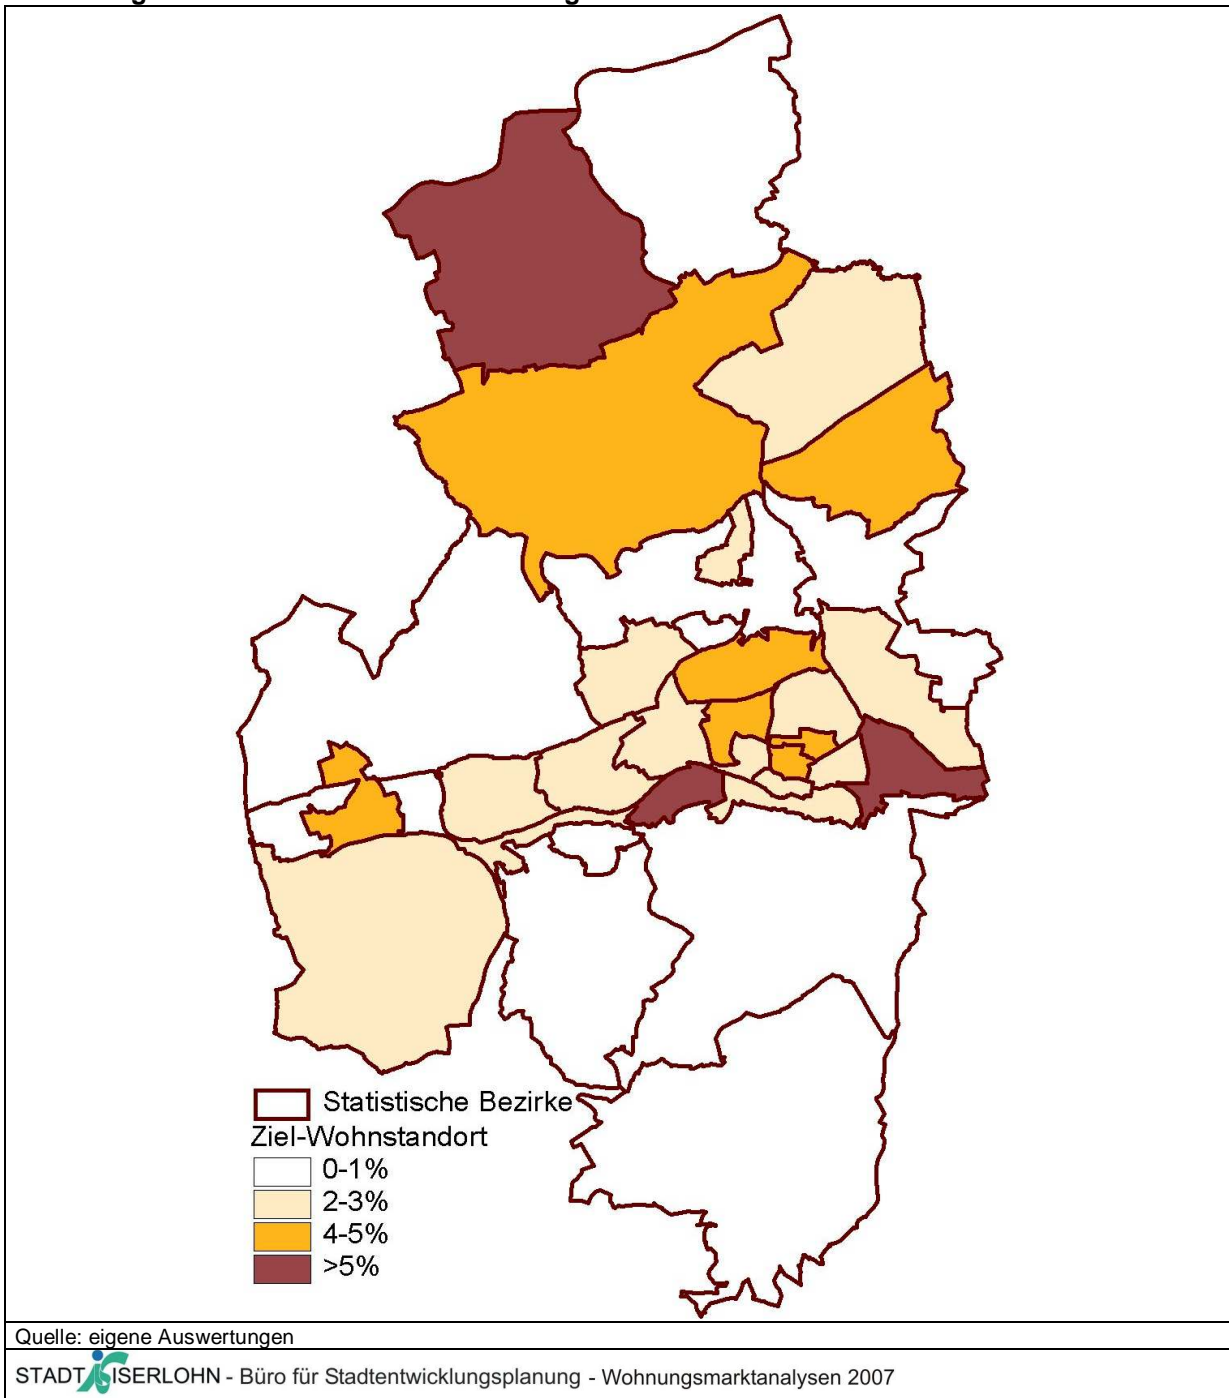 Statistische Bezirke
Ziel-Wohnstandort
0-1%
2-3%
4-5%
>5%
Quelle: eigene Auswertungen
STADT ISERLOHN - Büro für Stadtentwicklungsplanung - Wohnungsmarktanalysen 2007